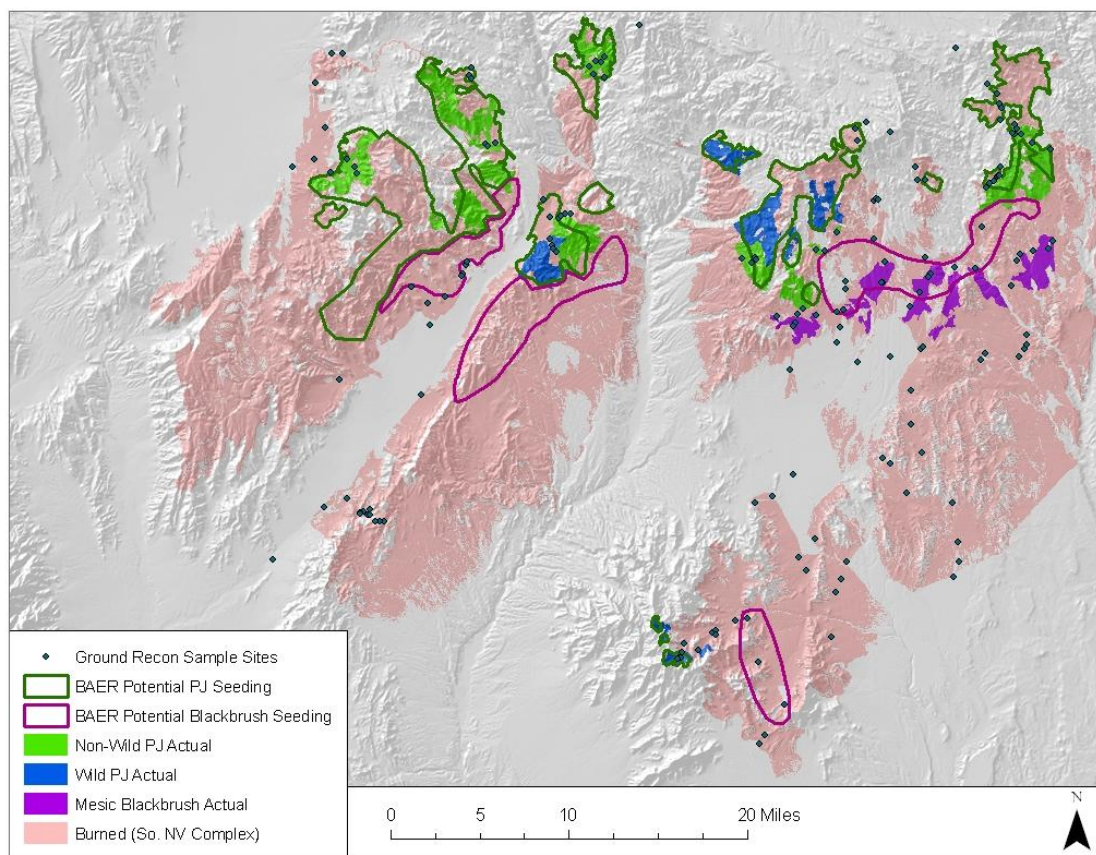 Ground Recon Sample Sites
BAER Potential PJ Seeding
BAER Potential Blackbrush Seeding
Non-Wild PJ Actual
Wild PJ Actual
Mesic Blackbrush Actual
Burned (So. NV Complex)
0 5 10 20 Miles
N